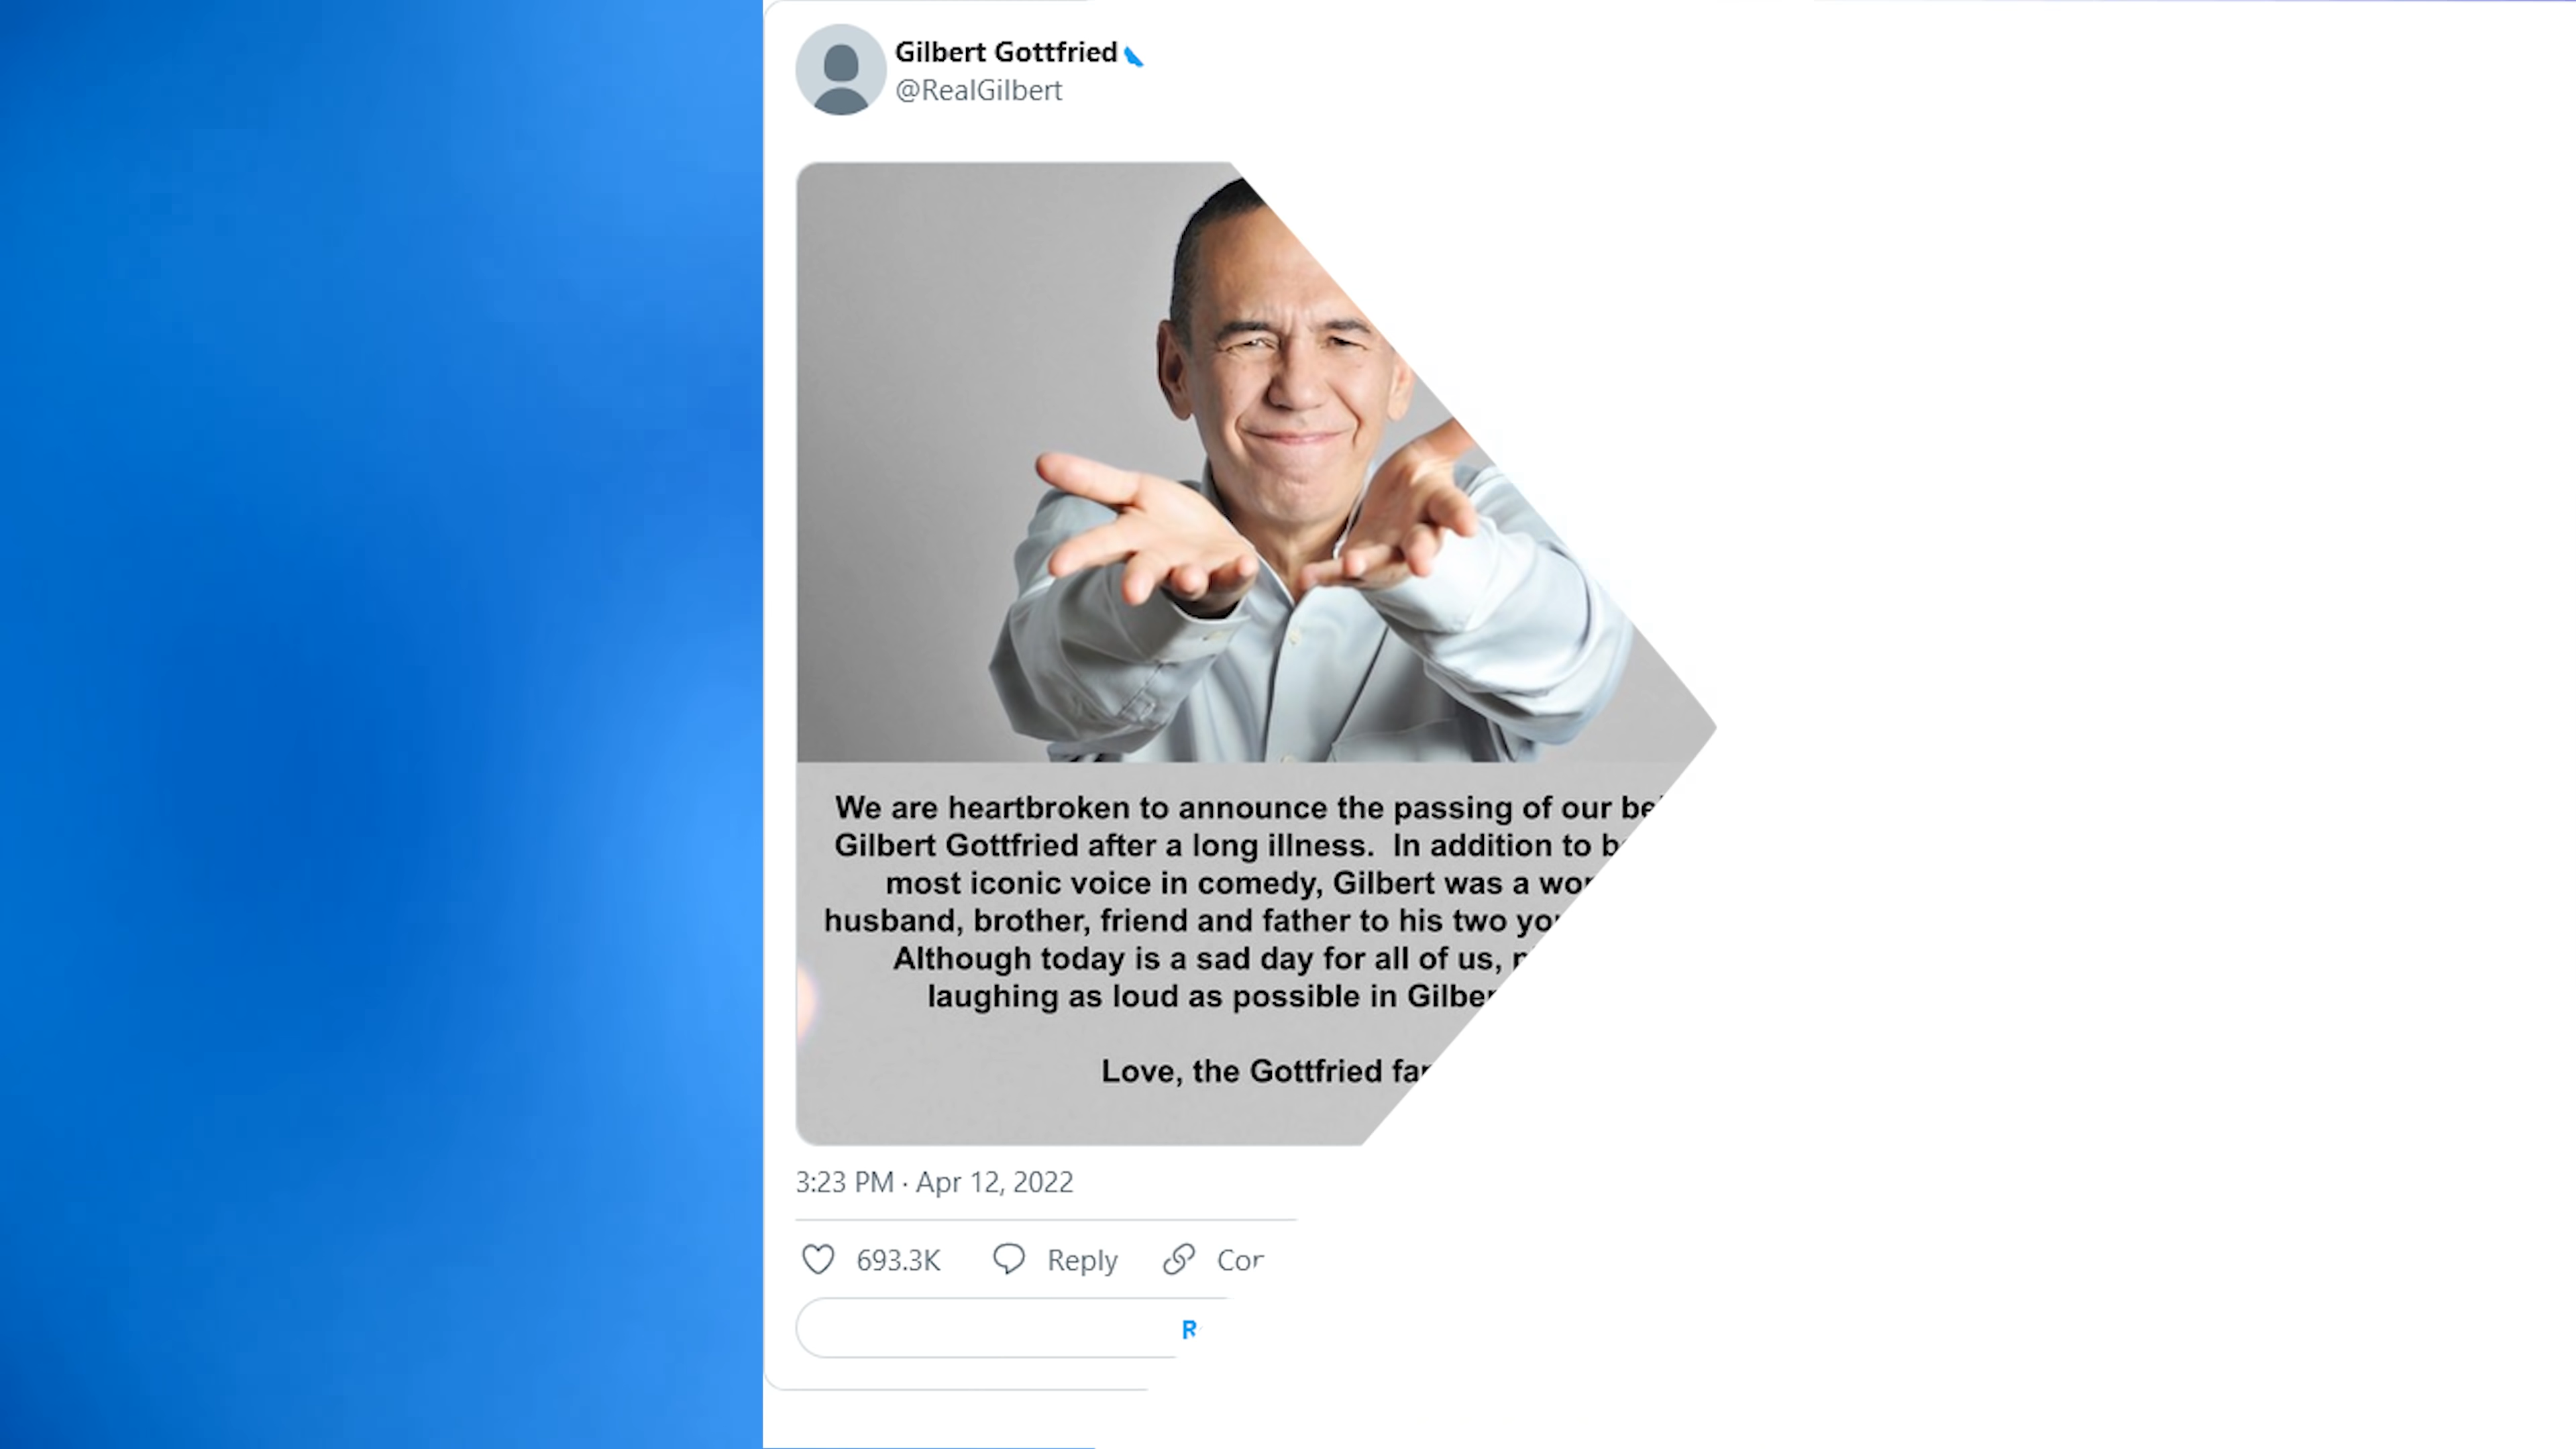 Gilbert Gottfried
@RealGilbert
We are heartbroken to announce the passing of our
Gilbert Gottfried after a long illness. In addition to
most iconic voice in comedy, Gilbert was a
husband, brother, friend and father to his two
Although today is a sad day for all of us,
laughing as loud as possible in
Love, the Gottfried
3:23 PM · Apr 12, 2022
693.3K Reply